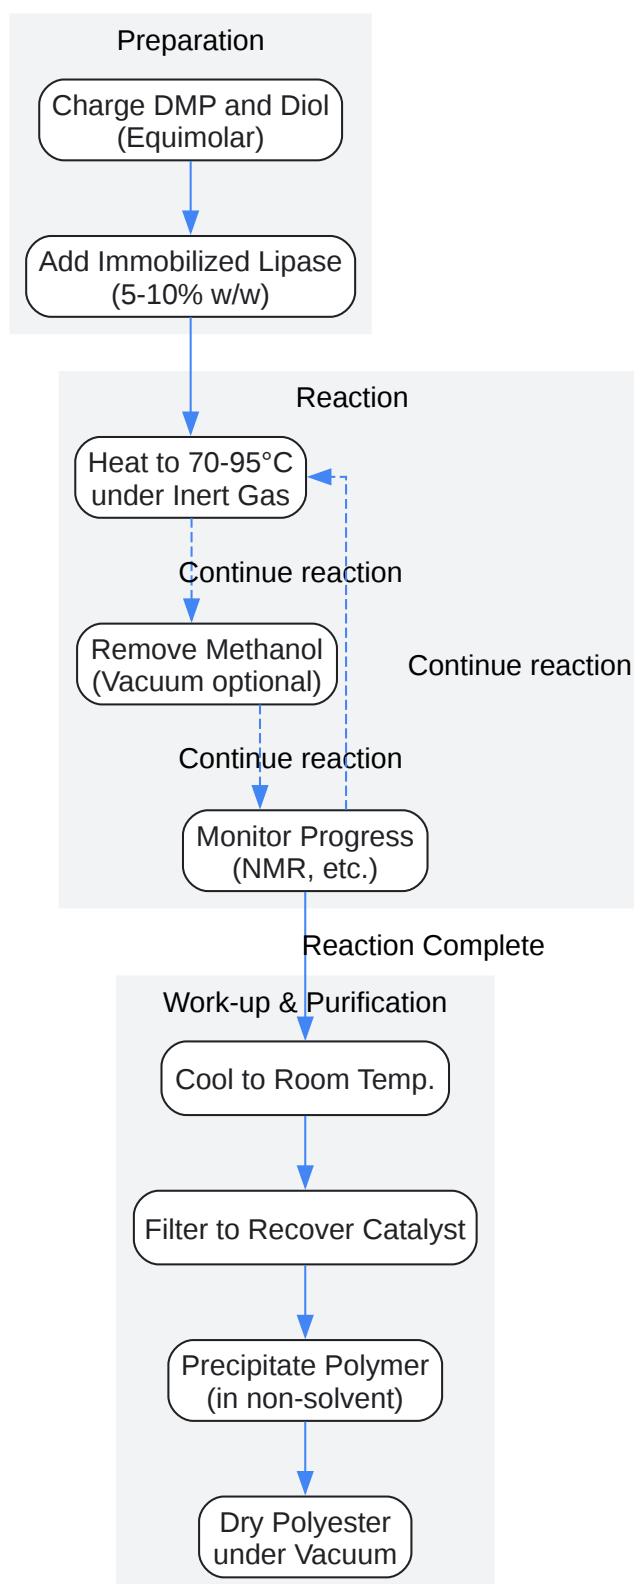 Preparation
Charge DMP and Diol
(Equimolar)
Add Immobilized Lipase
(5-10% w/w)
Reaction
Heat to 70-95°C
under Inert Gas
Continue reaction
Remove Methanol
(Vacuum optional)
Continue reaction
Continue reaction
Monitor Progress
(NMR, etc.)
Reaction Complete
Work-up & Purification
Cool to Room Temp.
Filter to Recover Catalyst
Precipitate Polymer
(in non-solvent)
Dry Polyester
under Vacuum